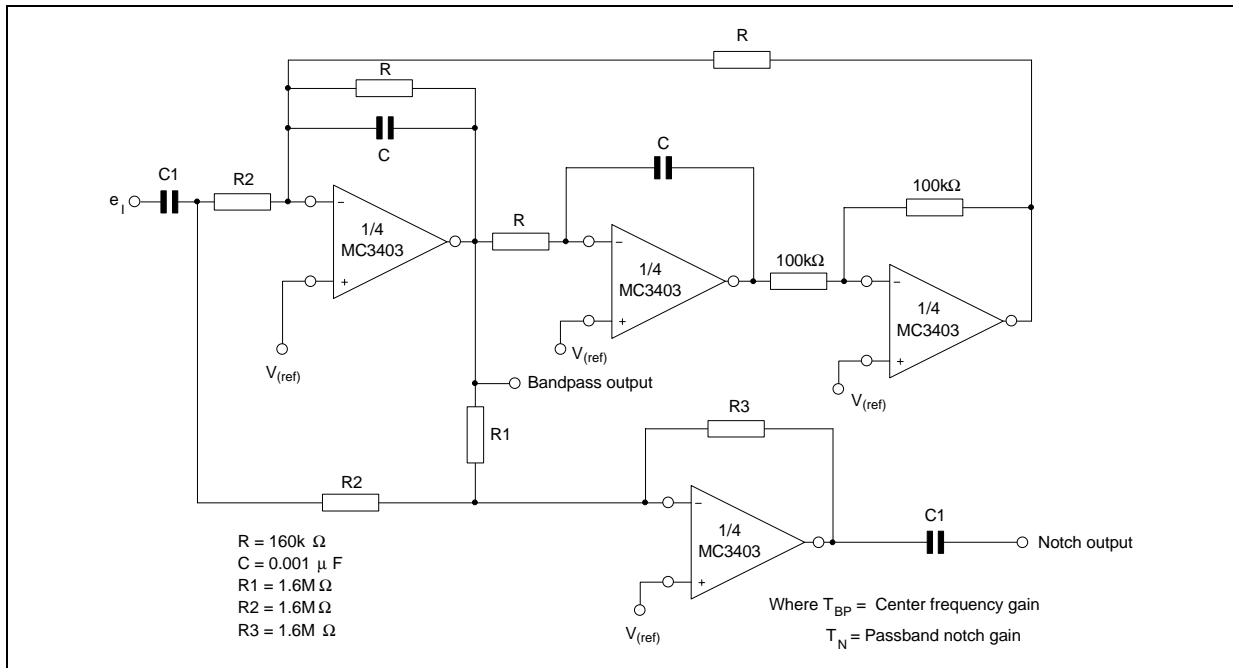 R
R
C
C1
R2
e I
C
R
100kΩ
100kΩ
–
+
1/4
MC3403
–
+
1/4
MC3403
–
+
1/4
MC3403
V(ref)
V(ref)
V(ref)
Bandpass output
R1
R3
R2
–
+
1/4
MC3403
C1
Notch output
V(ref)
R = 160k Ω
C = 0.001 μ F
R1 = 1.6M Ω
R2 = 1.6M Ω
R3 = 1.6M Ω
Where TBP = Center frequency gain
TN = Passband notch gain